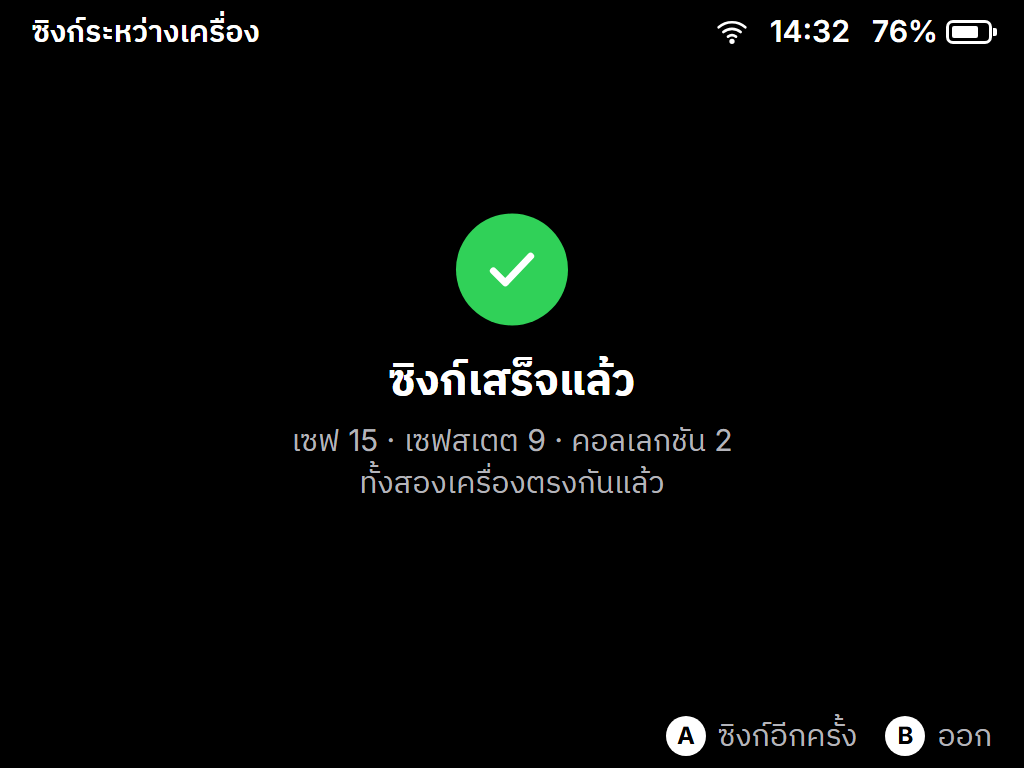 ซิงก์ระหว่างเครื่อง 14:32 76%
ซิงก์เสร็จแล้ว
เซฟ 15 · เซฟสเตต 9 · คอลเลกชัน 2
ทั้งสองเครื่องตรงกันแล้ว
A ซิงก์อีกครั้ง B ออก